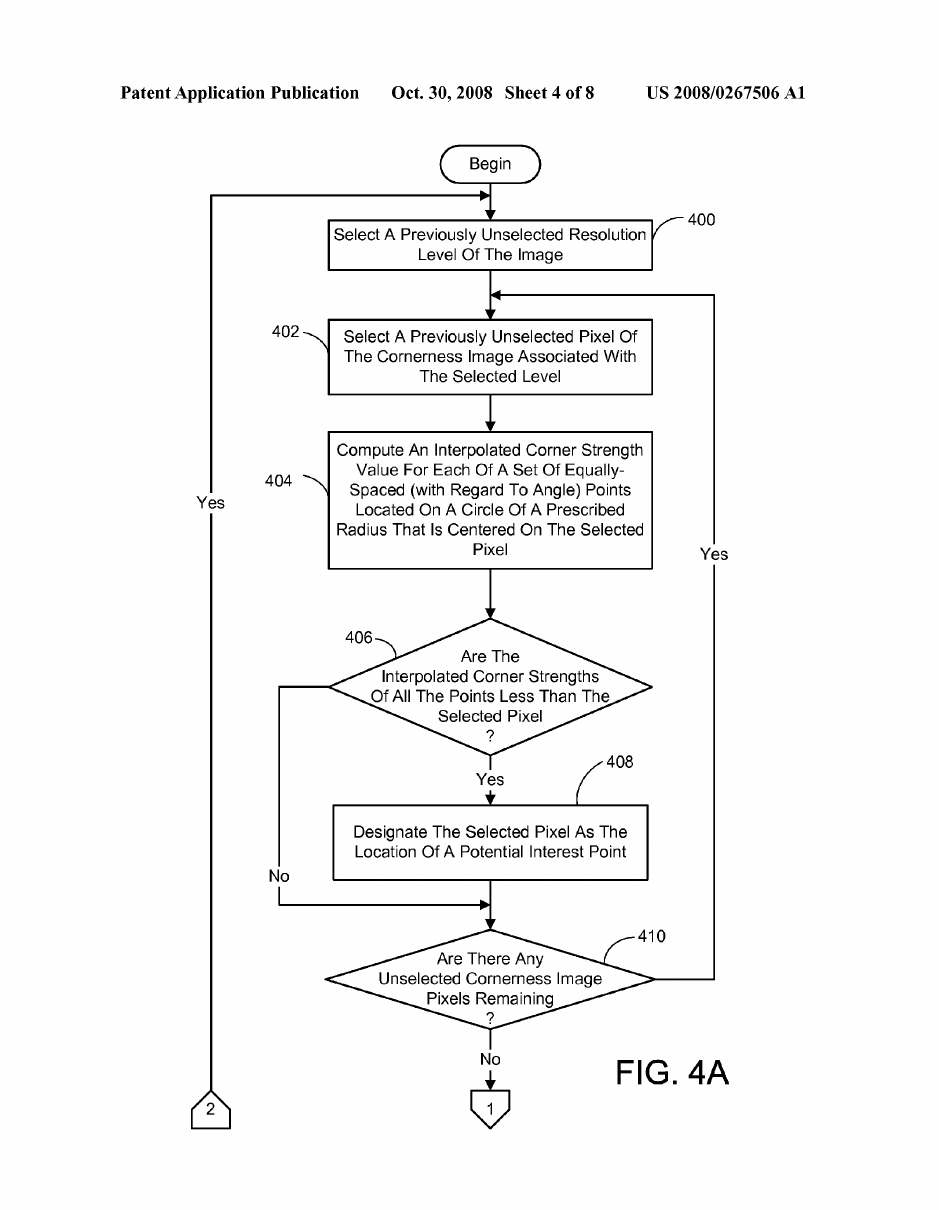 Patent Application Publication Oct. 30, 2008 Sheet 4 of 8 US 2008/0267506 A1
Begin
400
Select A Previously Unselected Resolution
Level Of The Image
402
Select A Previously Unselected Pixel Of
The Cornerness Image Associated With
The Selected Level
404
Compute An Interpolated Corner Strength
Value For Each Of A Set Of Equally-
Spaced (with Regard To Angle) Points
Located On A Circle Of A Prescribed
Radius That Is Centered On The Selected
Pixel
Yes
Yes
406
Are The
Interpolated Corner Strengths
Of All The Points Less Than The
Selected Pixel
?
Yes
408
Designate The Selected Pixel As The
Location Of A Potential Interest Point
No
410
Are There Any
Unselected Cornerness Image
Pixels Remaining
?
No
FIG. 4A
2
1